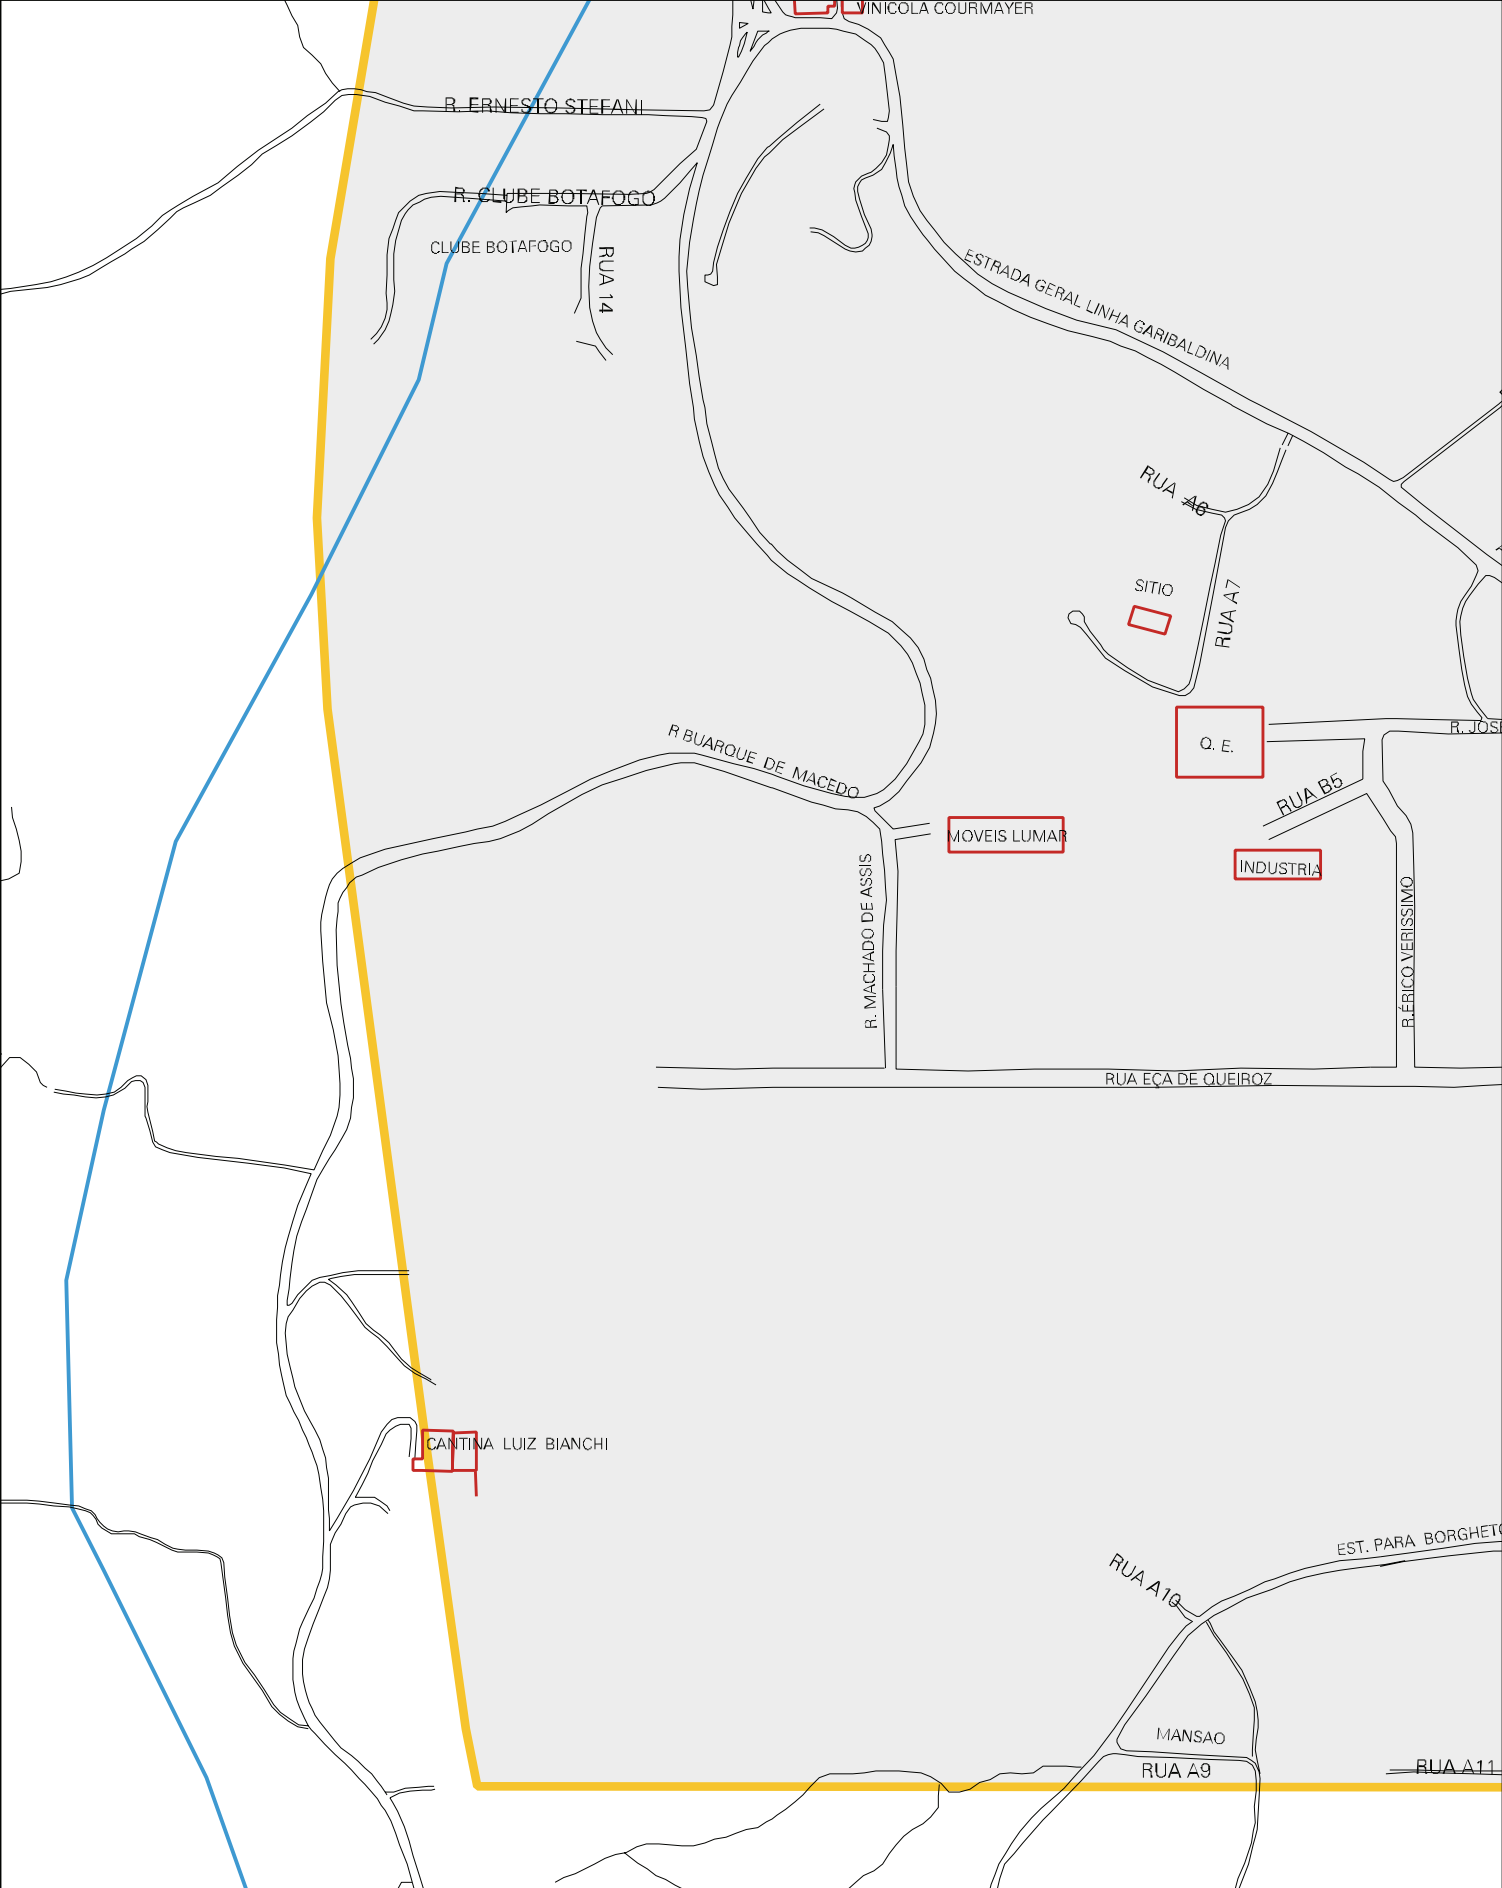 VINICOLA COURMAYER
R. ERNESTO STEFANI
R. CLUBE BOTAFOGO
CLUBE BOTAFOGO
RUA 14
ESTRADA GERAL LINHA GARIBALDINA
RUA A6
SITIO
RUA A7
R BUARQUE DE MACEDO
Q. E.
R. JOSE
RUA B5
MOVEIS LUMAR
INDUSTRIA
R. MACHADO DE ASSIS
R.ÉRICO VERISSIMO
RUA EÇA DE QUEIROZ
CANTINA LUIZ BIANCHI
EST. PARA BORGHETO
RUA A10
MANSAO
RUA A9
RUA A11